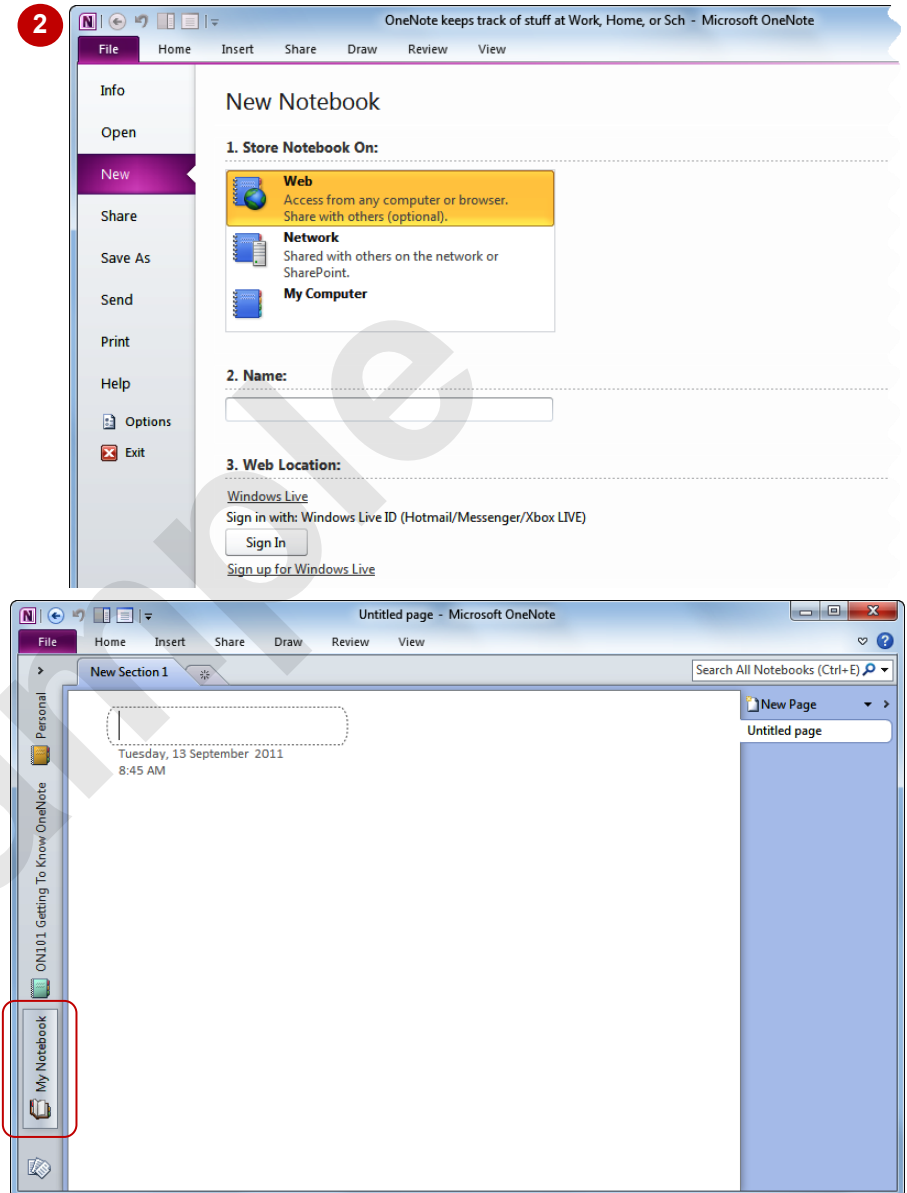 2
OneNote keeps track of stuff at Work, Home, or Sch - Microsoft OneNote
File Home Insert Share Draw Review View
Info
Open
New
Share
Save As
Send
Print
Help
Options
Exit
New Notebook
1. Store Notebook On:
Web
Access from any computer or browser.
Share with others (optional).
Network
Shared with others on the network or
SharePoint.
My Computer
2. Name:
3. Web Location:
Windows Live
Sign in with: Windows Live ID (Hotmail/Messenger/Xbox LIVE)
Sign In
Sign up for Windows Live
Untitled page - Microsoft OneNote
File Home Insert Share Draw Review View
New Section 1
Search All Notebooks (Ctrl+E)
Personal
ON101 Getting To Know OneNote
My Notebook
Tuesday, 13 September 2011
8:45 AM
New Page
Untitled page